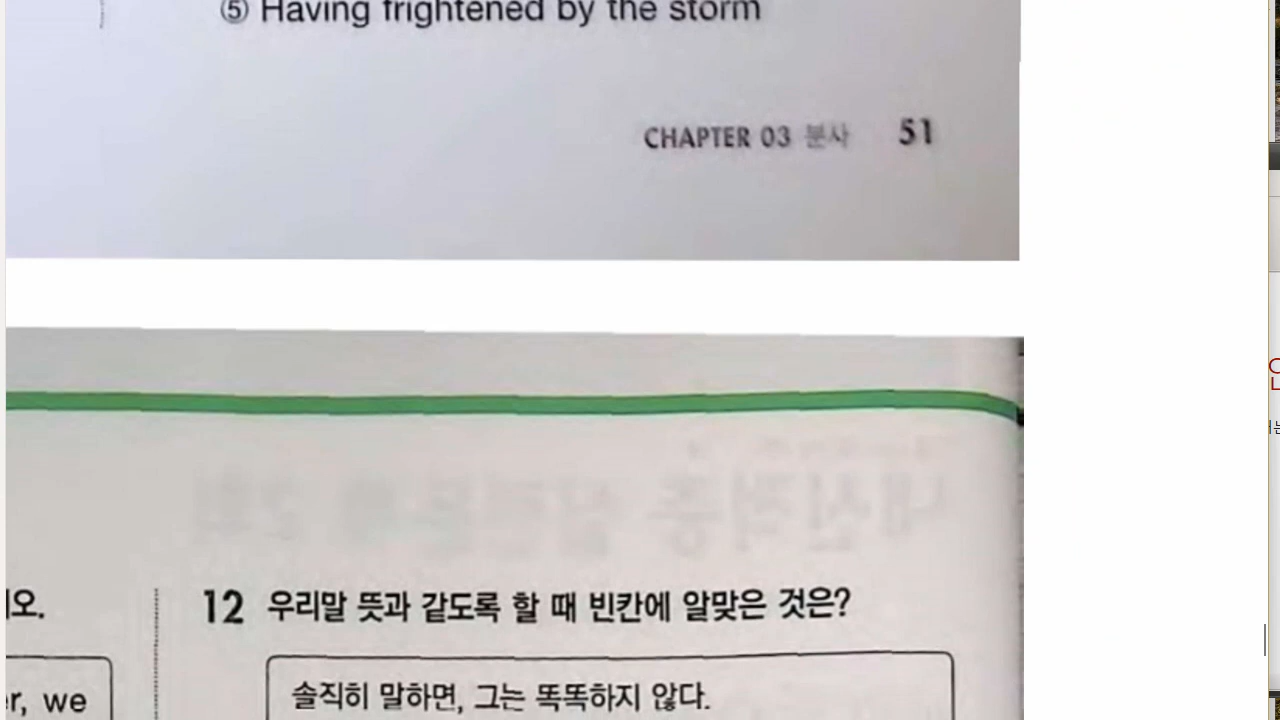 ⑤ Having frightened by the storm
CHAPTER 03 분사 51
오.
12 우리말 뜻과 같도록 할 때 빈칸에 알맞은 것은?
er, we
솔직히 말하면, 그는 똑똑하지 않다.